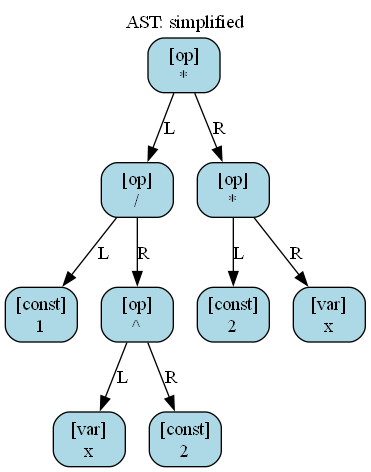 AST: simplified
[op]
*
L
R
[op]
/
[op]
*
L
R
L
R
[const]
1
[op]
^
[const]
2
[var]
x
L
R
[var]
x
[const]
2